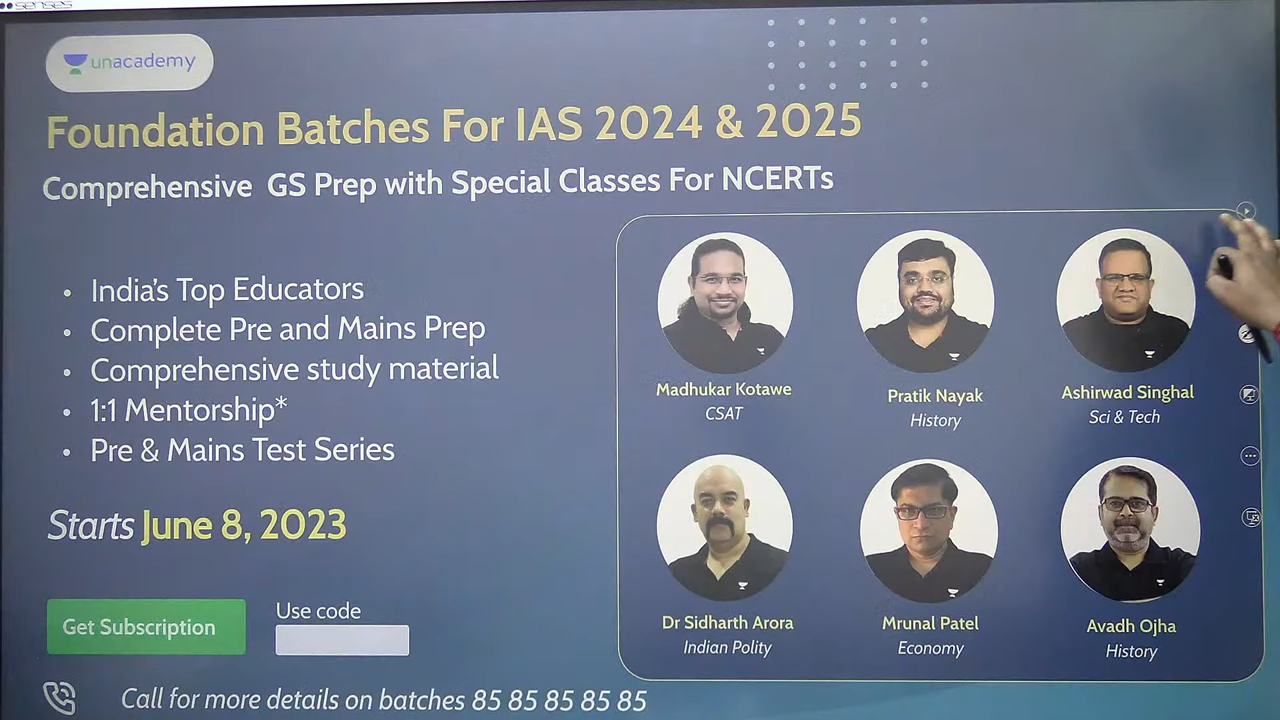 senses
unacademy
Foundation Batches For IAS 2024 & 2025
Comprehensive GS Prep with Special Classes For NCERTs
• India's Top Educators
• Complete Pre and Mains Prep
• Comprehensive study material
• 1:1 Mentorship*
• Pre & Mains Test Series
Starts June 8, 2023
Get Subscription
Use code
Call for more details on batches 85 85 85 85 85
Madhukar Kotawe
CSAT
Pratik Nayak
History
Ashirwad Singhal
Sci & Tech
Dr Sidharth Arora
Indian Polity
Mrunal Patel
Economy
Avadh Ojha
History